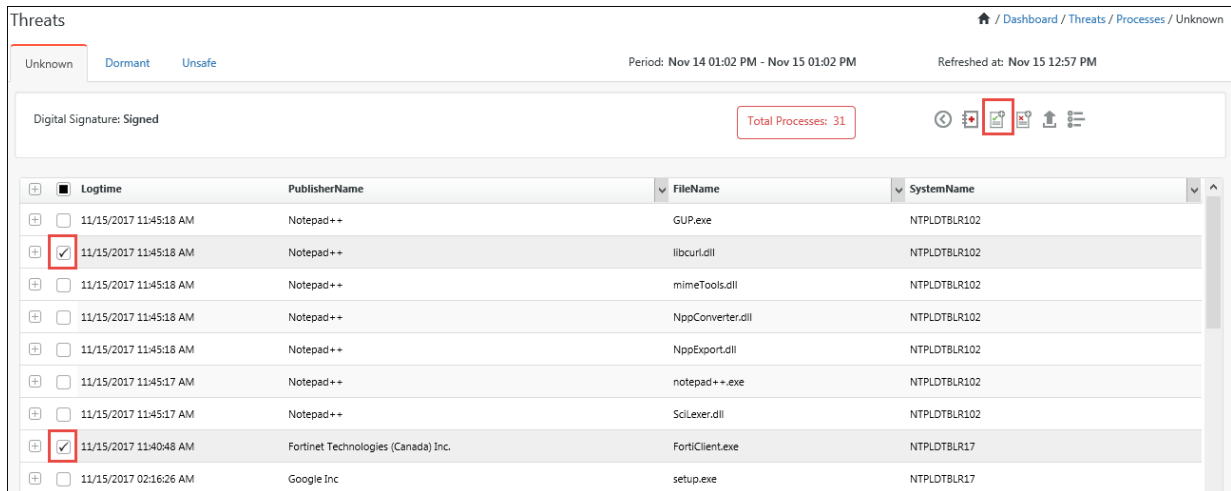 Threats
/ Dashboard / Threats / Processes / Unknown
Unknown Dormant Unsafe Period: Nov 14 01:02 PM - Nov 15 01:02 PM Refreshed at: Nov 15 12:57 PM
Digital Signature: Signed Total Processes: 31
Logtime PublisherName FileName SystemName
11/15/2017 11:45:18 AM Notepad++ GUP.exe NTPLDTBLR102
11/15/2017 11:45:18 AM Notepad++ libcurl.dll NTPLDTBLR102
11/15/2017 11:45:18 AM Notepad++ mimeTools.dll NTPLDTBLR102
11/15/2017 11:45:18 AM Notepad++ NppConverter.dll NTPLDTBLR102
11/15/2017 11:45:18 AM Notepad++ NppExport.dll NTPLDTBLR102
11/15/2017 11:45:17 AM Notepad++ notepad++.exe NTPLDTBLR102
11/15/2017 11:45:17 AM Notepad++ SciLexer.dll NTPLDTBLR102
11/15/2017 11:40:48 AM Fortinet Technologies (Canada) Inc. FortiClient.exe NTPLDTBLR17
11/15/2017 02:16:26 AM Google Inc setup.exe NTPLDTBLR17